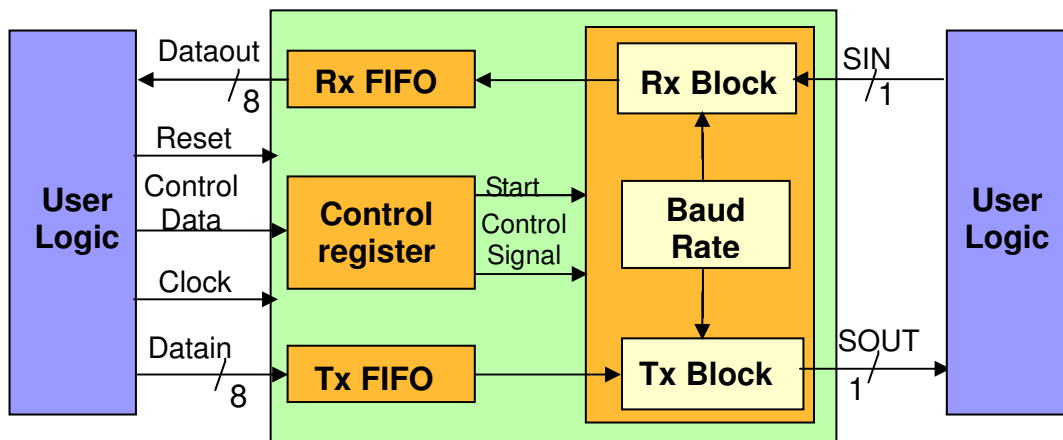 User
Logic
Dataout
8
Reset
Control
Data
Clock
Datain
8
Rx FIFO
Control
register
Tx FIFO
Start
Control
Signal
Rx Block
Baud
Rate
Tx Block
SIN
1
SOUT
1
User
Logic